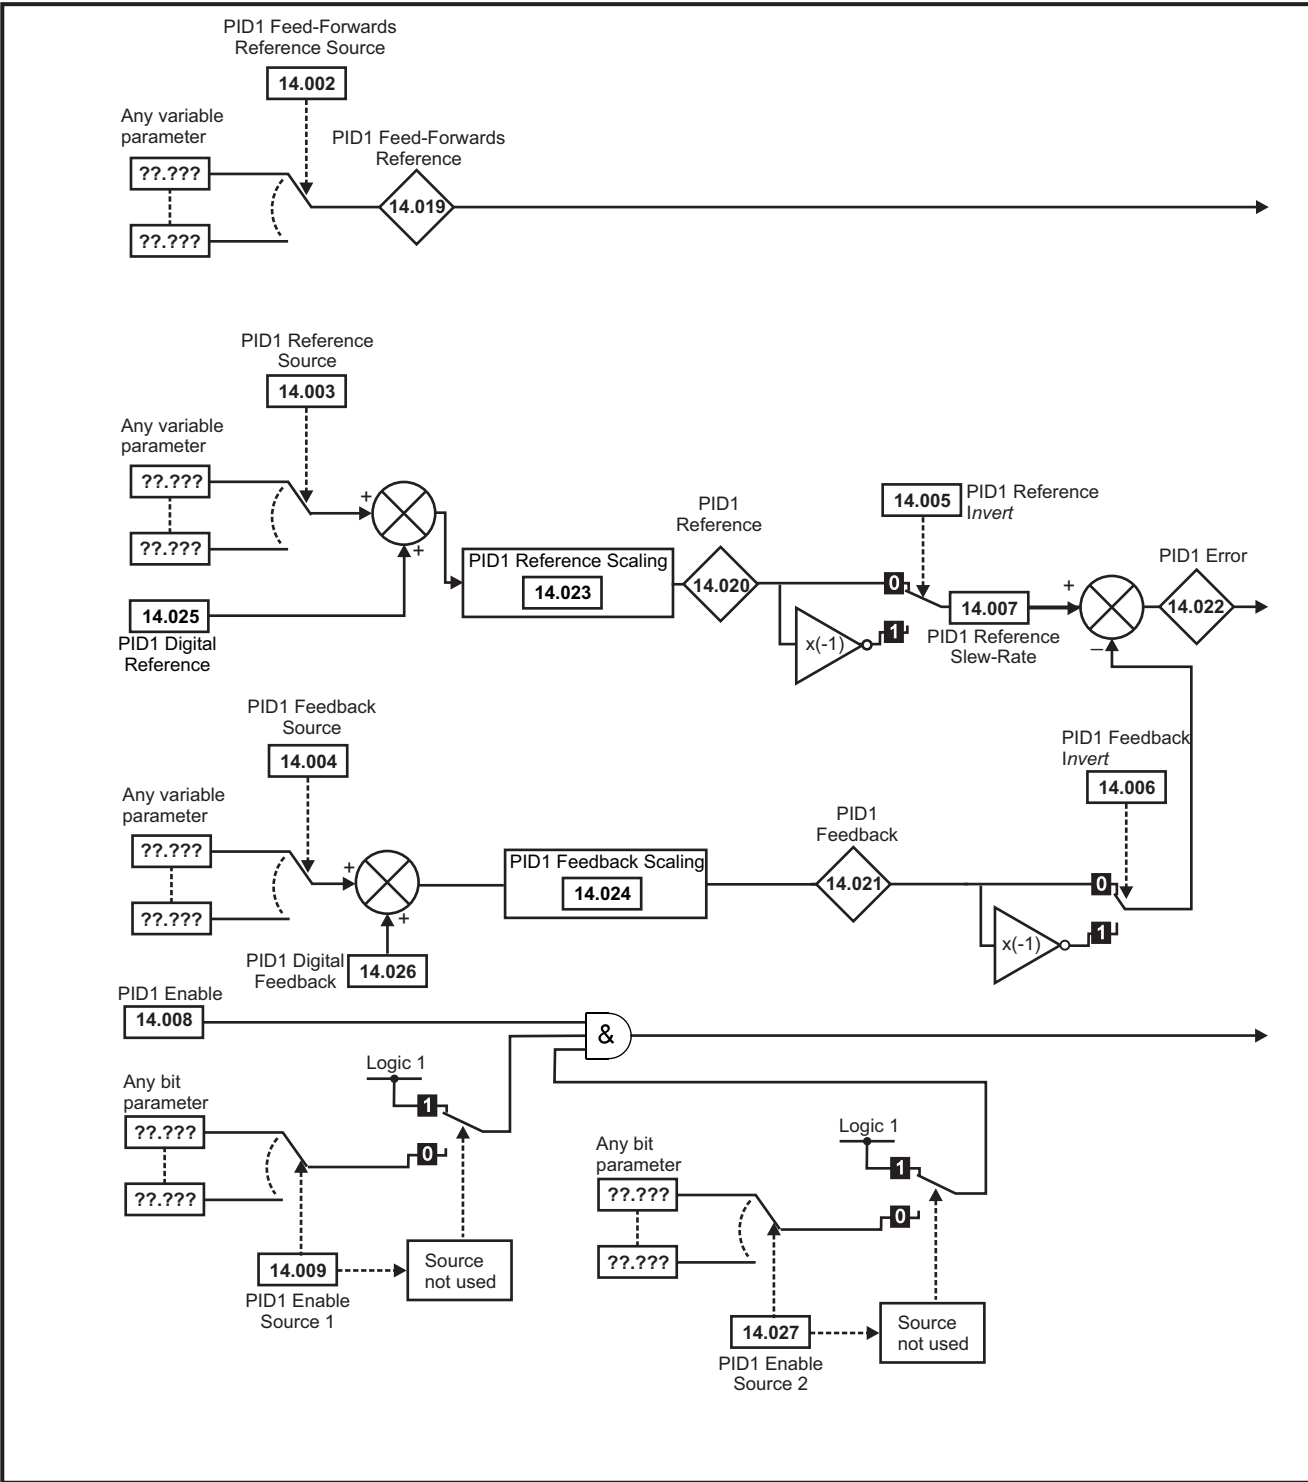 PID1 Feed-Forwards
Reference Source
14.002
Any variable
parameter
??.???
??.???
PID1 Feed-Forwards
Reference
14.019
PID1 Reference
Source
14.003
Any variable
parameter
??.???
??.???
14.025
PID1 Digital
Reference
+
+
PID1 Reference Scaling
14.023
PID1
Reference
14.020
x(-1)
0
1
14.005
PID1 Reference
Invert
14.007
PID1 Reference
Slew-Rate
+
–
PID1 Error
14.022
PID1 Feedback
Source
14.004
Any variable
parameter
??.???
??.???
+
+
PID1 Digital
Feedback
14.026
PID1 Feedback Scaling
14.024
PID1
Feedback
14.021
x(-1)
0
1
PID1 Feedback
Invert
14.006
PID1 Enable
14.008
&
Any bit
parameter
??.???
??.???
Logic 1
1
0
14.009
PID1 Enable
Source 1
Source
not used
Any bit
parameter
??.???
??.???
Logic 1
1
0
14.027
PID1 Enable
Source 2
Source
not used